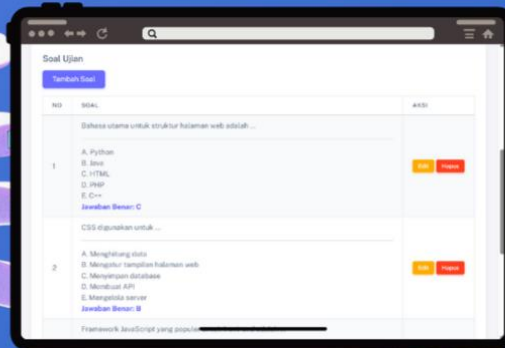 Soal Ujian
Tambah Soal
NO SOAL AKSI
Bahasa utama untuk struktur halaman web adalah ...
1
A. Python
B. Java
C. HTML
D. PHP
E. C++
Jawaban Benar: C
Edit Hapus
CSS digunakan untuk ...
2
A. Menghitung data
B. Mengatur tampilan halaman web
C. Menyimpan database
D. Membuat API
E. Mengelola server
Jawaban Benar: B
Edit Hapus
Framework JavaScript yang populer